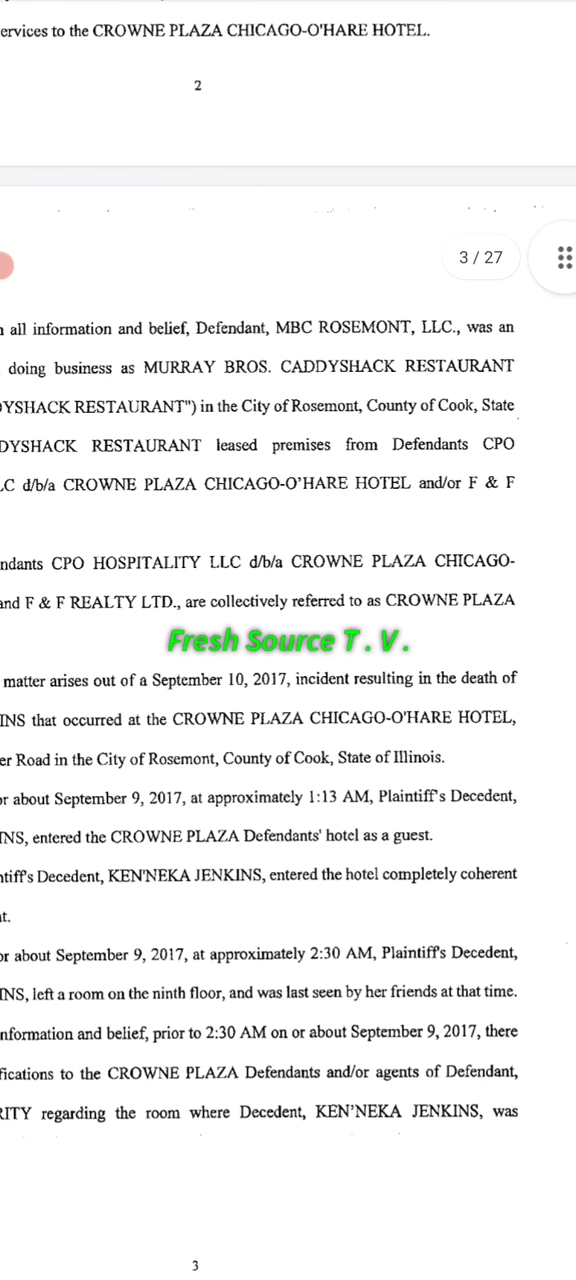 ervices to the CROWNE PLAZA CHICAGO-O'HARE HOTEL.
2
3 / 27
all information and belief, Defendant, MBC ROSEMONT, LLC., was an
doing business as MURRAY BROS. CADDYSHACK RESTAURANT
YSHACK RESTAURANT") in the City of Rosemont, County of Cook, State
DYSHACK RESTAURANT leased premises from Defendants CPO
LC d/b/a CROWNE PLAZA CHICAGO-O'HARE HOTEL and/or F & F
ndants CPO HOSPITALITY LLC d/b/a CROWNE PLAZA CHICAGO-
and F & F REALTY LTD., are collectively referred to as CROWNE PLAZA
Fresh Source T.V.
matter arises out of a September 10, 2017, incident resulting in the death of
INS that occurred at the CROWNE PLAZA CHICAGO-O'HARE HOTEL,
er Road in the City of Rosemont, County of Cook, State of Illinois.
or about September 9, 2017, at approximately 1:13 AM, Plaintiff's Decedent,
INS, entered the CROWNE PLAZA Defendants' hotel as a guest.
ntiff's Decedent, KEN'NEKA JENKINS, entered the hotel completely coherent
t.
or about September 9, 2017, at approximately 2:30 AM, Plaintiff's Decedent,
INS, left a room on the ninth floor, and was last seen by her friends at that time.
nformation and belief, prior to 2:30 AM on or about September 9, 2017, there
fications to the CROWNE PLAZA Defendants and/or agents of Defendant,
RITY regarding the room where Decedent, KEN'NEKA JENKINS, was
3